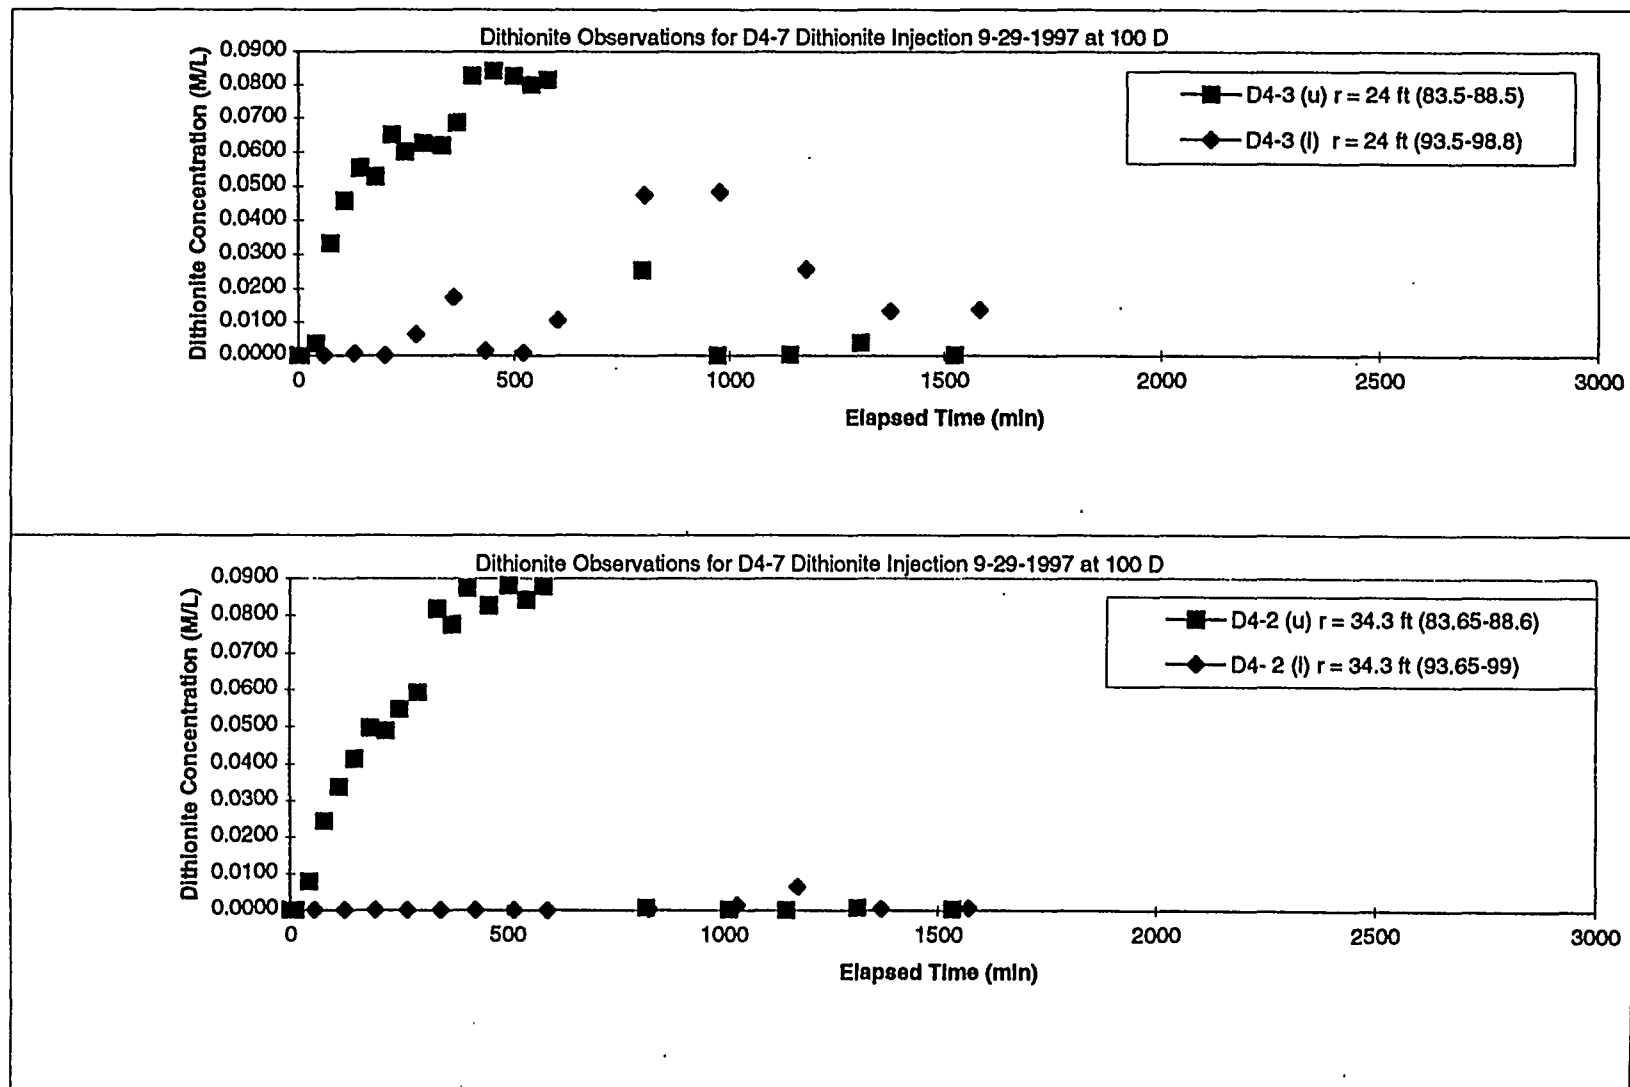 Dithionite Observations for D4-7 Dithionite Injection 9-29-1997 at 100 D
Dithionite Concentration (M/L)
0.0900
0.0800
0.0700
0.0600
0.0500
0.0400
0.0300
0.0200
0.0100
0.0000
D4-3 (u) r = 24 ft (83.5-88.5)
D4-3 (l) r = 24 ft (93.5-98.8)
0 500 1000 1500 2000 2500 3000
Elapsed Time (min)
Dithionite Observations for D4-7 Dithionite Injection 9-29-1997 at 100 D
Dithionite Concentration (M/L)
0.0900
0.0800
0.0700
0.0600
0.0500
0.0400
0.0300
0.0200
0.0100
0.0000
D4-2 (u) r = 34.3 ft (83.65-88.6)
D4- 2 (l) r = 34.3 ft (93.65-99)
0 500 1000 1500 2000 2500 3000
Elapsed Time (min)